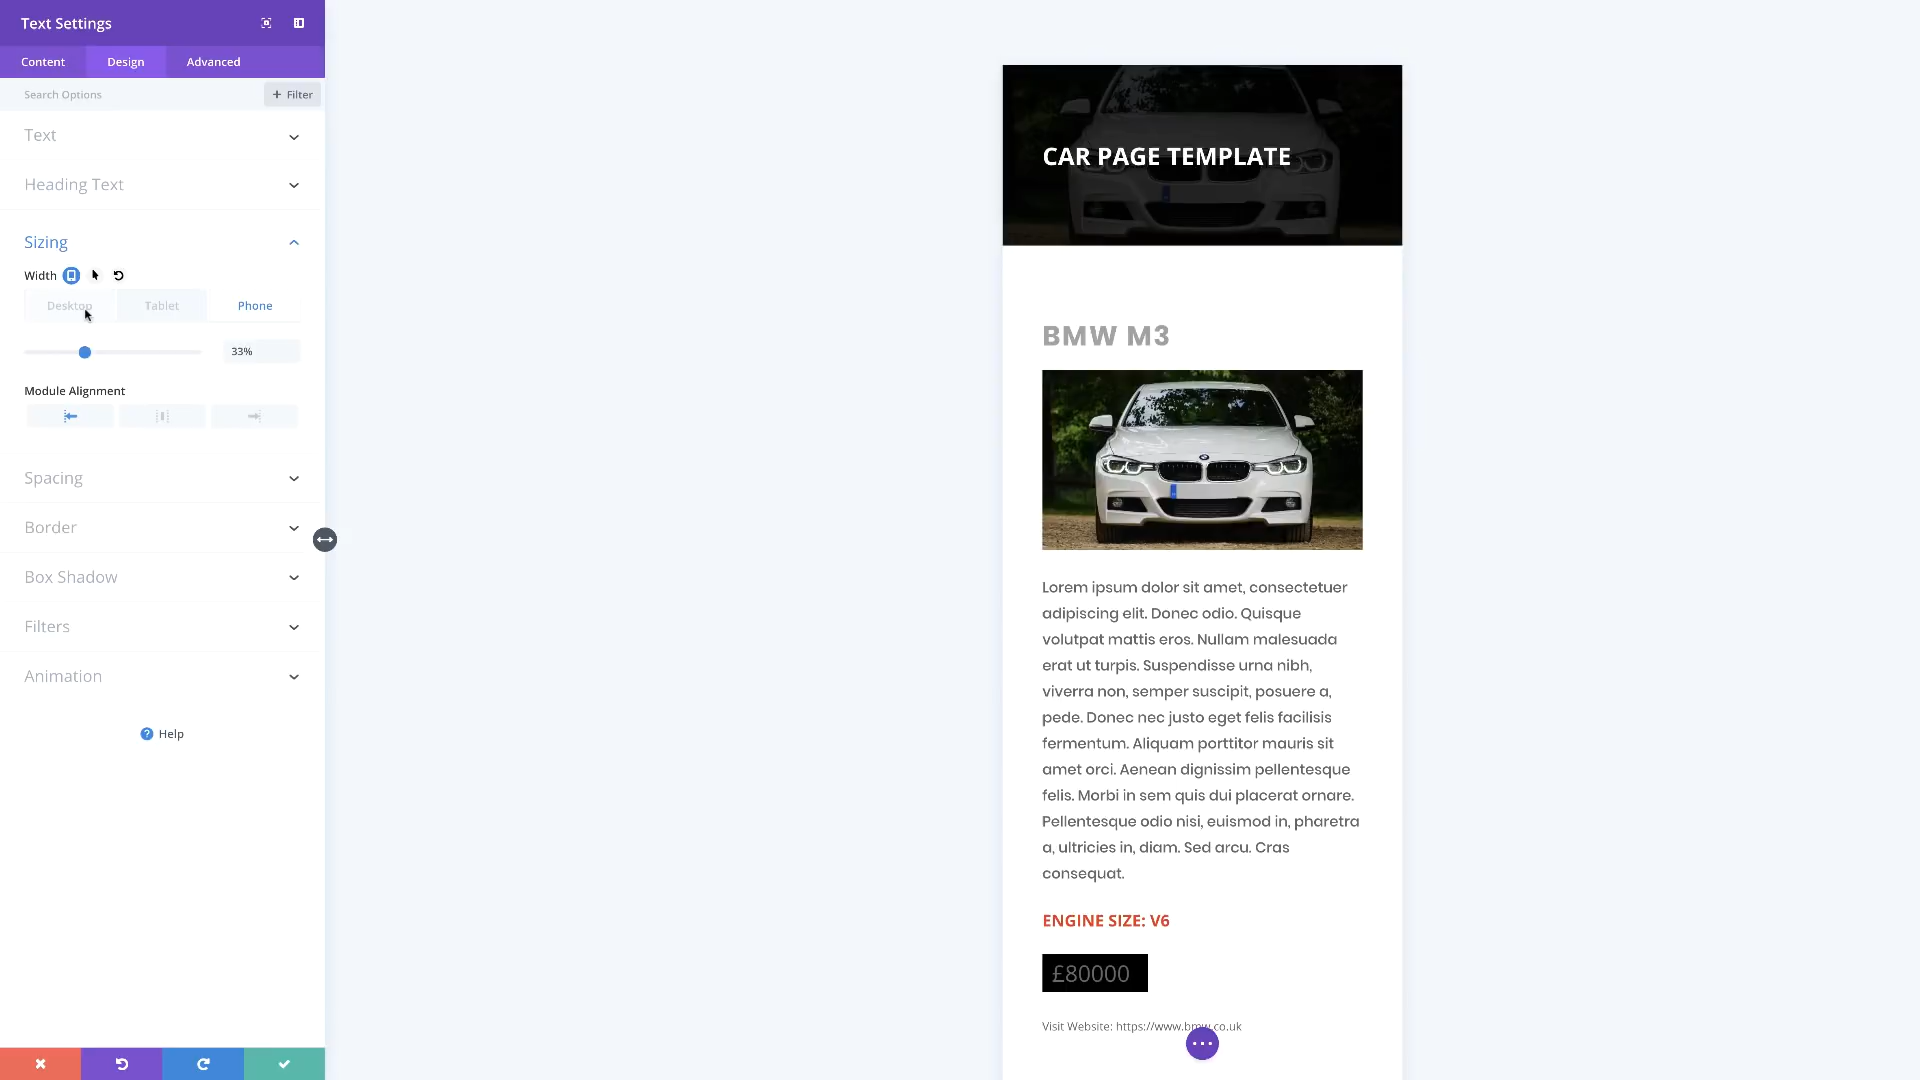 Text Settings
Content Design Advanced
Search Options
+ Filter
Text
Heading Text
Sizing
Width
Desktop Tablet Phone
33%
Module Alignment
Spacing
Border
Box Shadow
Filters
Animation
? Help
CAR PAGE TEMPLATE
BMW M3
Lorem ipsum dolor sit amet, consectetuer
adipiscing elit. Donec odio. Quisque
volutpat mattis eros. Nullam malesuada
erat ut turpis. Suspendisse urna nibh,
viverra non, semper suscipit, posuere a,
pede. Donec nec justo eget felis facilisis
fermentum. Aliquam porttitor mauris sit
amet orci. Aenean dignissim pellentesque
felis. Morbi in sem quis dui placerat ornare.
Pellentesque odio nisi, euismod in, pharetra
a, ultricies in, diam. Sed arcu. Cras
consequat.
ENGINE SIZE: V6
£80000
Visit Website: https://www.bmw.co.uk